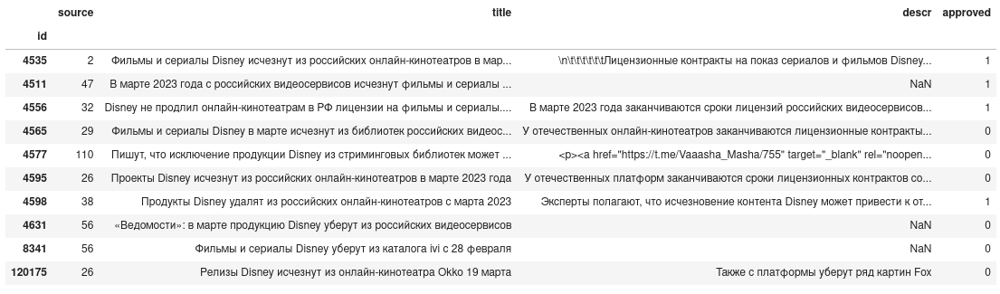 source title descr approved
id
4535 2 Фильмы и сериалы Disney исчезнут из российских онлайн-кинотеатров в мар... \n\t\t\t\t\t\tЛицензионные контракты на показ сериалов и фильмов Disney... 1
4511 47 В марте 2023 года с российских видеосервисов исчезнут фильмы и сериалы ... NaN 1
4556 32 Disney не продлил онлайн-кинотеатрам в РФ лицензии на фильмы и сериалы.... В марте 2023 года заканчиваются сроки лицензий российских видеосервисов... 1
4565 29 Фильмы и сериалы Disney в марте исчезнут из библиотек российских видеос... У отечественных онлайн-кинотеатров заканчиваются лицензионные контракты... 0
4577 110 Пишут, что исключение продукции Disney из стриминговых библиотек может ... <p><a href="https://t.me/Vaaasha_Masha/755" target="_blank" rel="noopen... 0
4595 26 Проекты Disney исчезнут из российских онлайн-кинотеатров в марте 2023 года У отечественных платформ заканчиваются сроки лицензионных контрактов со... 0
4598 38 Продукты Disney удалят из российских онлайн-кинотеатров с марта 2023 Эксперты полагают, что исчезновение контента Disney может привести к от... 1
4631 56 «Ведомости»: в марте продукцию Disney уберут из российских видеосервисов NaN 0
8341 56 Фильмы и сериалы Disney уберут из каталога ivi с 28 февраля NaN 0
120175 26 Релизы Disney исчезнут из онлайн-кинотеатра Okko 19 марта Также с платформы уберут ряд картин Fox 0